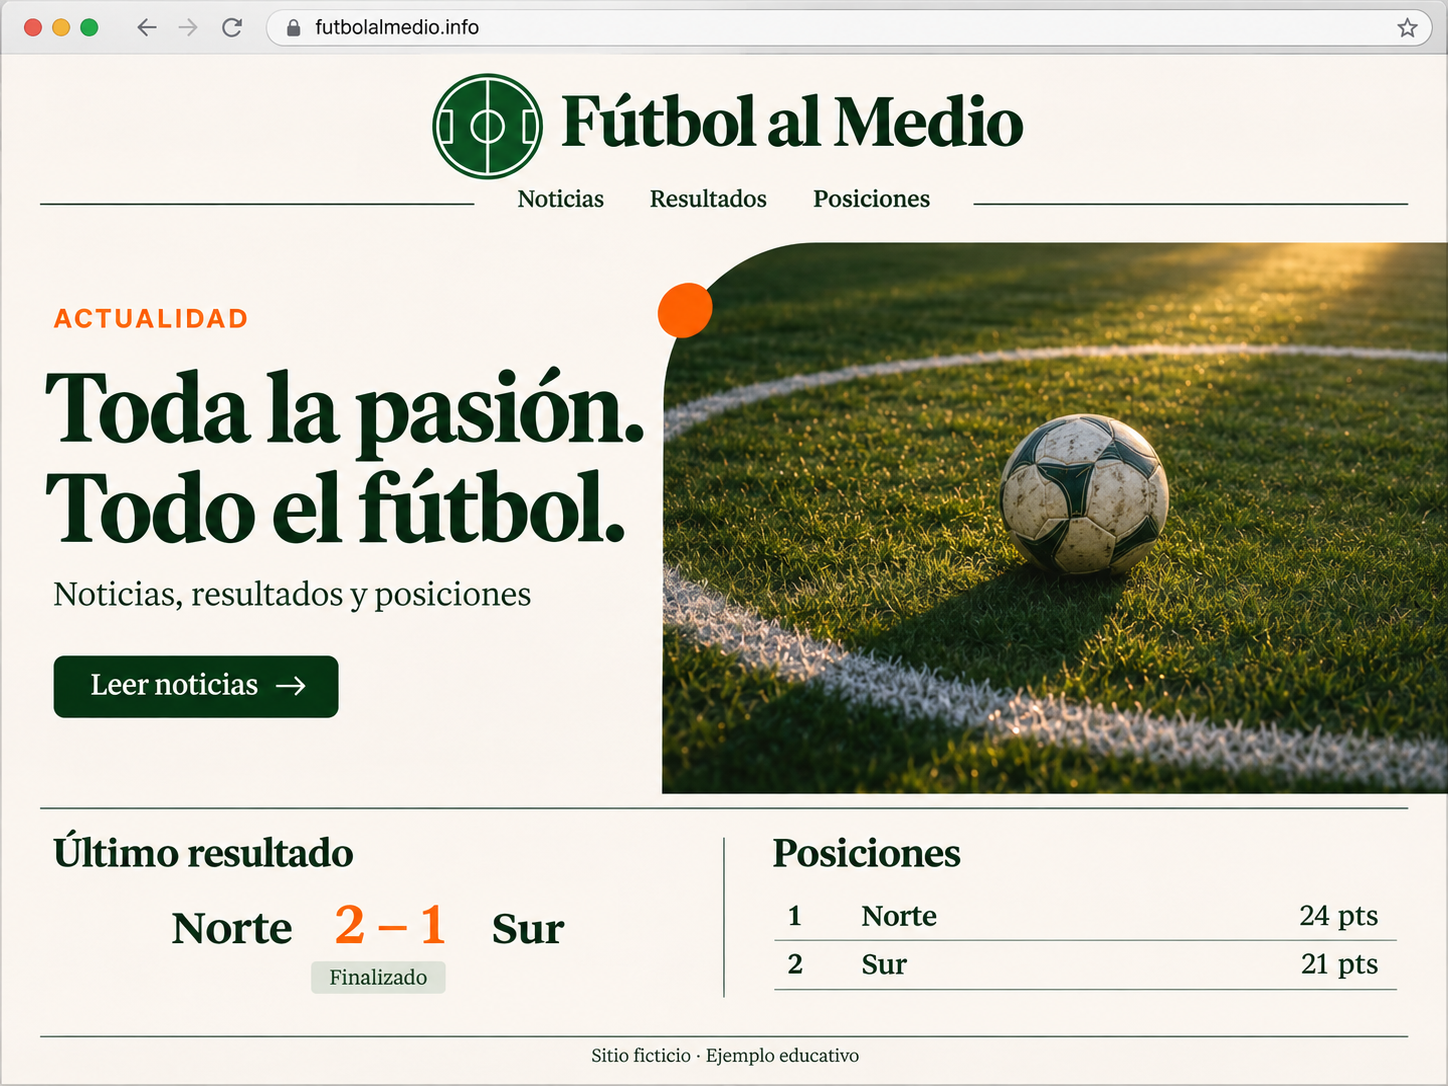 futbolalmedio.info
Fútbol al Medio
Noticias Resultados Posiciones
ACTUALIDAD
Toda la pasión.
Todo el fútbol.
Noticias, resultados y posiciones
Leer noticias →
Último resultado
Norte 2 – 1 Sur
Finalizado
Posiciones
1 Norte 24 pts
2 Sur 21 pts
Sitio ficticio · Ejemplo educativo